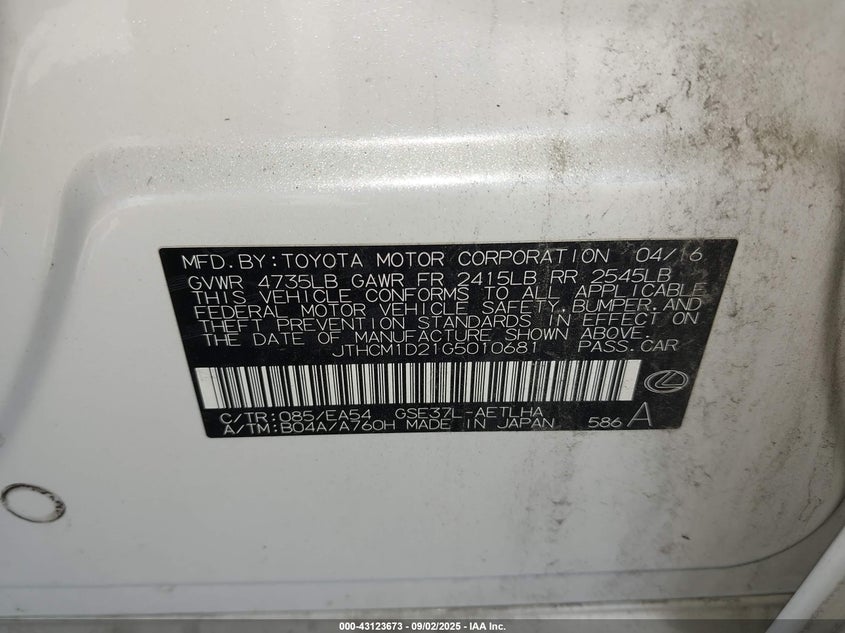 MFD.BY:TOYOTA MOTOR CORPORATION 04/16
GVWR 4735LB GAWR FR 2415LB RR 2545LB
THIS VEHICLE CONFORMS TO ALL APPLICABLE
FEDERAL MOTOR VEHICLE SAFETY,BUMPER,AND
THEFT PREVENTION STANDARDS IN EFFECT ON
THE DATE OF MANUFACTURE SHOWN ABOVE.
JTHCM1D21G5010681 PASS.CAR
C/TR:085/EA54 GSE37L-AETLHA
A/TM:B04A/A760H MADE IN JAPAN 586 A
000-43123673 - 09/02/2025 - IAA Inc.